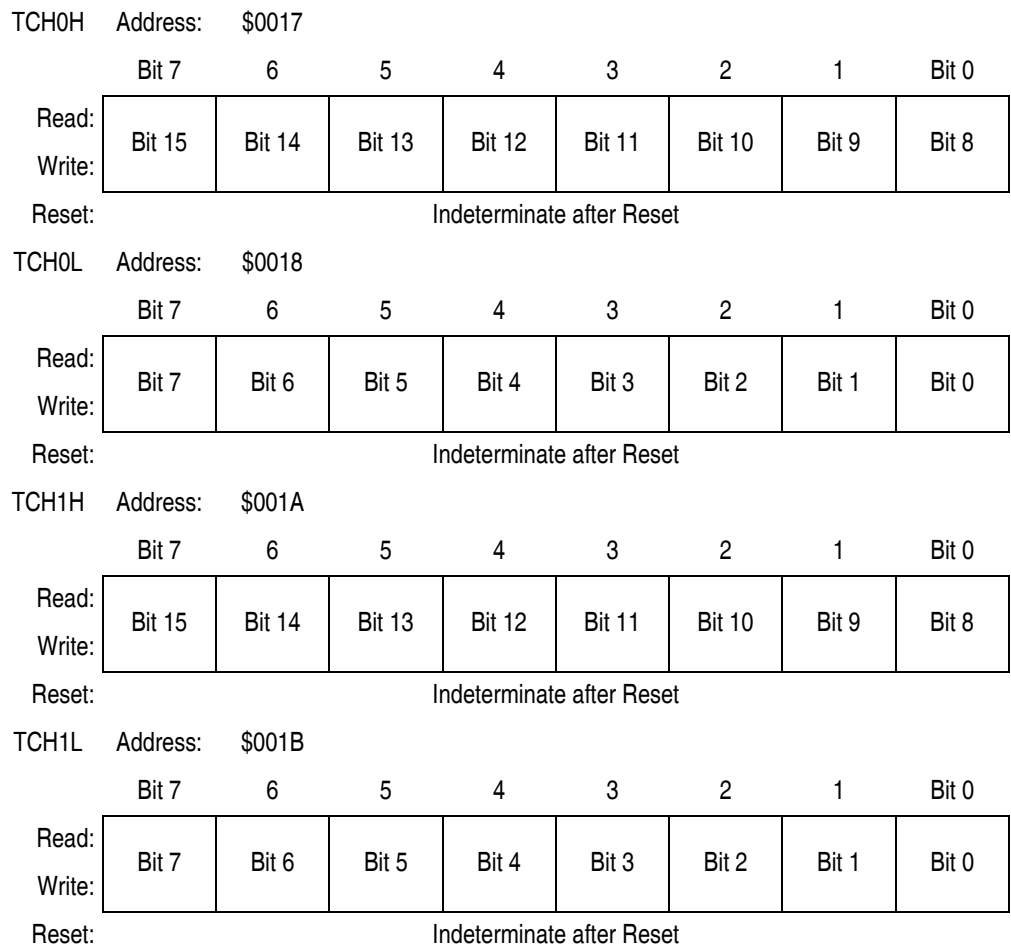 TCH0H Address: $0017
Bit 7 6 5 4 3 2 1 Bit 0
Read:
Bit 15 Bit 14 Bit 13 Bit 12 Bit 11 Bit 10 Bit 9 Bit 8
Write:
Reset: Indeterminate after Reset
TCH0L Address: $0018
Bit 7 6 5 4 3 2 1 Bit 0
Read:
Bit 7 Bit 6 Bit 5 Bit 4 Bit 3 Bit 2 Bit 1 Bit 0
Write:
Reset: Indeterminate after Reset
TCH1H Address: $001A
Bit 7 6 5 4 3 2 1 Bit 0
Read:
Bit 15 Bit 14 Bit 13 Bit 12 Bit 11 Bit 10 Bit 9 Bit 8
Write:
Reset: Indeterminate after Reset
TCH1L Address: $001B
Bit 7 6 5 4 3 2 1 Bit 0
Read:
Bit 7 Bit 6 Bit 5 Bit 4 Bit 3 Bit 2 Bit 1 Bit 0
Write:
Reset: Indeterminate after Reset